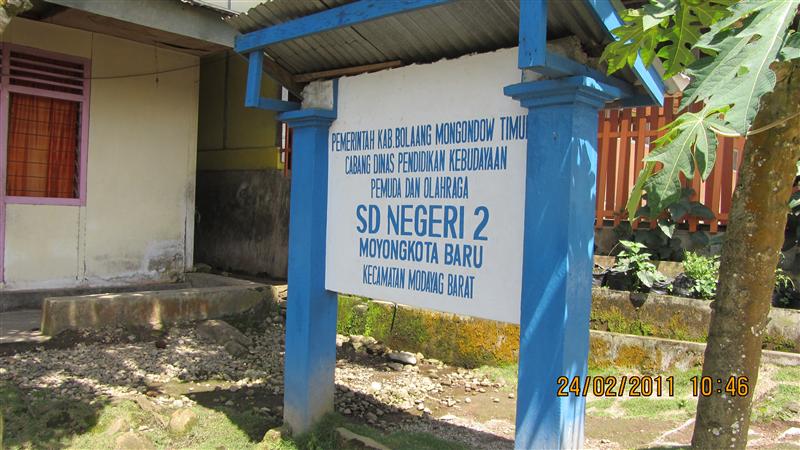 PEMERINTAH KAB.BOLAANG MONGONDOW TIMUR
CABANG DINAS PENDIDIKAN KEBUDAYAAN
PEMUDA DAN OLAHRAGA
SD NEGERI 2
MOYONGKOTA BARU
KECAMATAN MODAYAG BARAT
24/02/2011 10:46